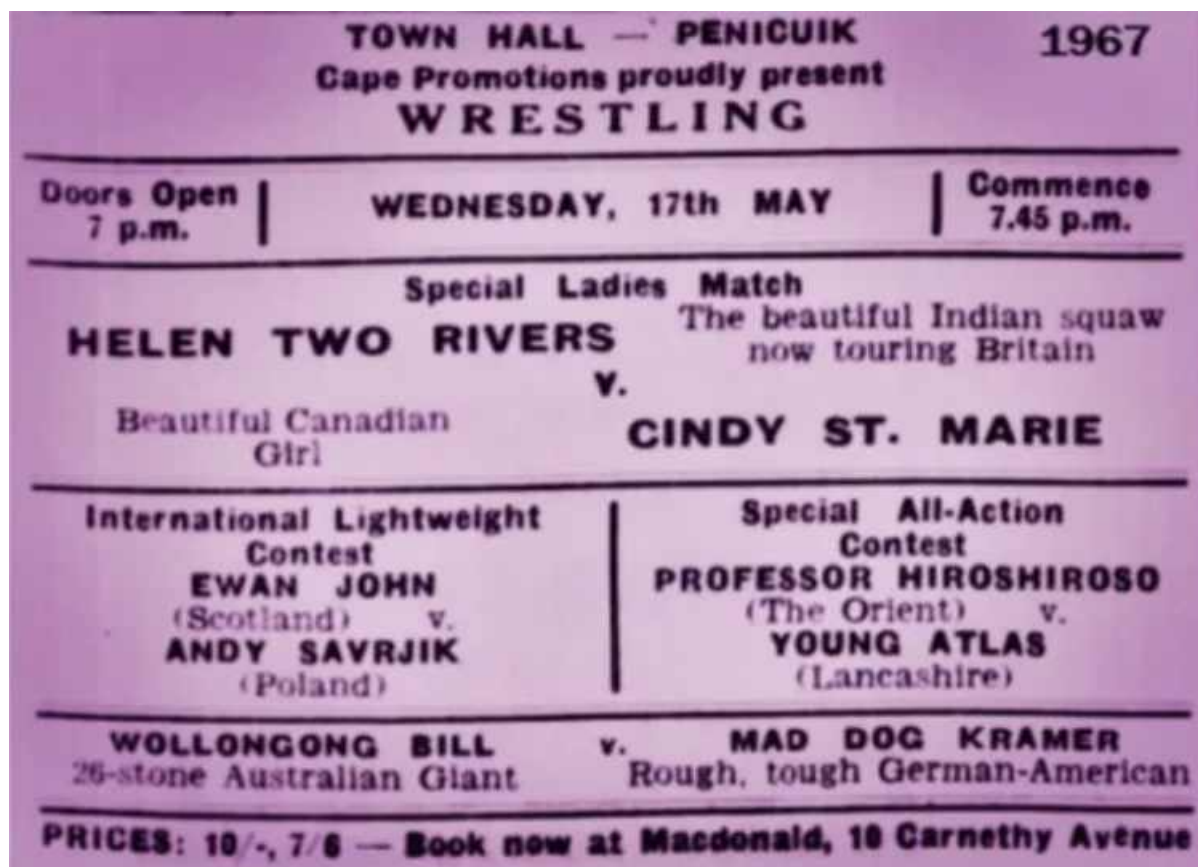 TOWN HALL — PENICUIK
1967
Cape Promotions proudly present
WRESTLING
Doors Open
7 p.m.
WEDNESDAY, 17th MAY
Commence
7.45 p.m.
Special Ladies Match
HELEN TWO RIVERS
The beautiful Indian squaw
now touring Britain
v.
Beautiful Canadian
Girl
CINDY ST. MARIE
International Lightweight
Contest
EWAN JOHN
(Scotland) v.
ANDY SAVRJIK
(Poland)
Special All-Action
Contest
PROFESSOR HIROSHIROSO
(The Orient) v.
YOUNG ATLAS
(Lancashire)
WOLLONGONG BILL v. MAD DOG KRAMER
26-stone Australian Giant
Rough, tough German-American
PRICES: 10/-, 7/6 — Book now at Macdonald, 10 Carnethy Avenue